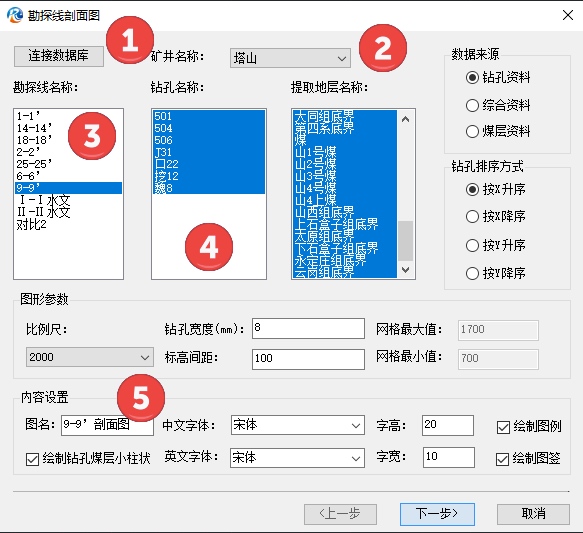 勘探线剖面图
1
2
连接数据库
矿井名称：
塔山
数据来源
勘探线名称：
钻孔名称：
提取地层名称：
钻孔资料
综合资料
煤层资料
3
1-1’
14-14’
18-18’
2-2’
25-25’
6-6’
9-9’
Ⅰ-Ⅰ水文
Ⅱ-Ⅱ水文
对比2
501
504
506
J31
口22
挖12
魏8
4
大同组底界
第四系底界
煤
山1号煤
山2号煤
山3号煤
山4号煤
山4上煤
山西组底界
上石盒子组底界
太原组底界
下石盒子组底界
永定庄组底界
云岗组底界
钻孔排序方式
按X升序
按X降序
按Y升序
按Y降序
图形参数
比例尺：
钻孔宽度(mm)：
8
网格最大值：
1700
2000
标高间距：
100
网格最小值：
700
5
内容设置
图名：
9-9’剖面图
中文字体：
宋体
字高：
20
绘制图例
绘制钻孔煤层小柱状
英文字体：
宋体
字宽：
10
绘制图签
<上一步
下一步>
取消